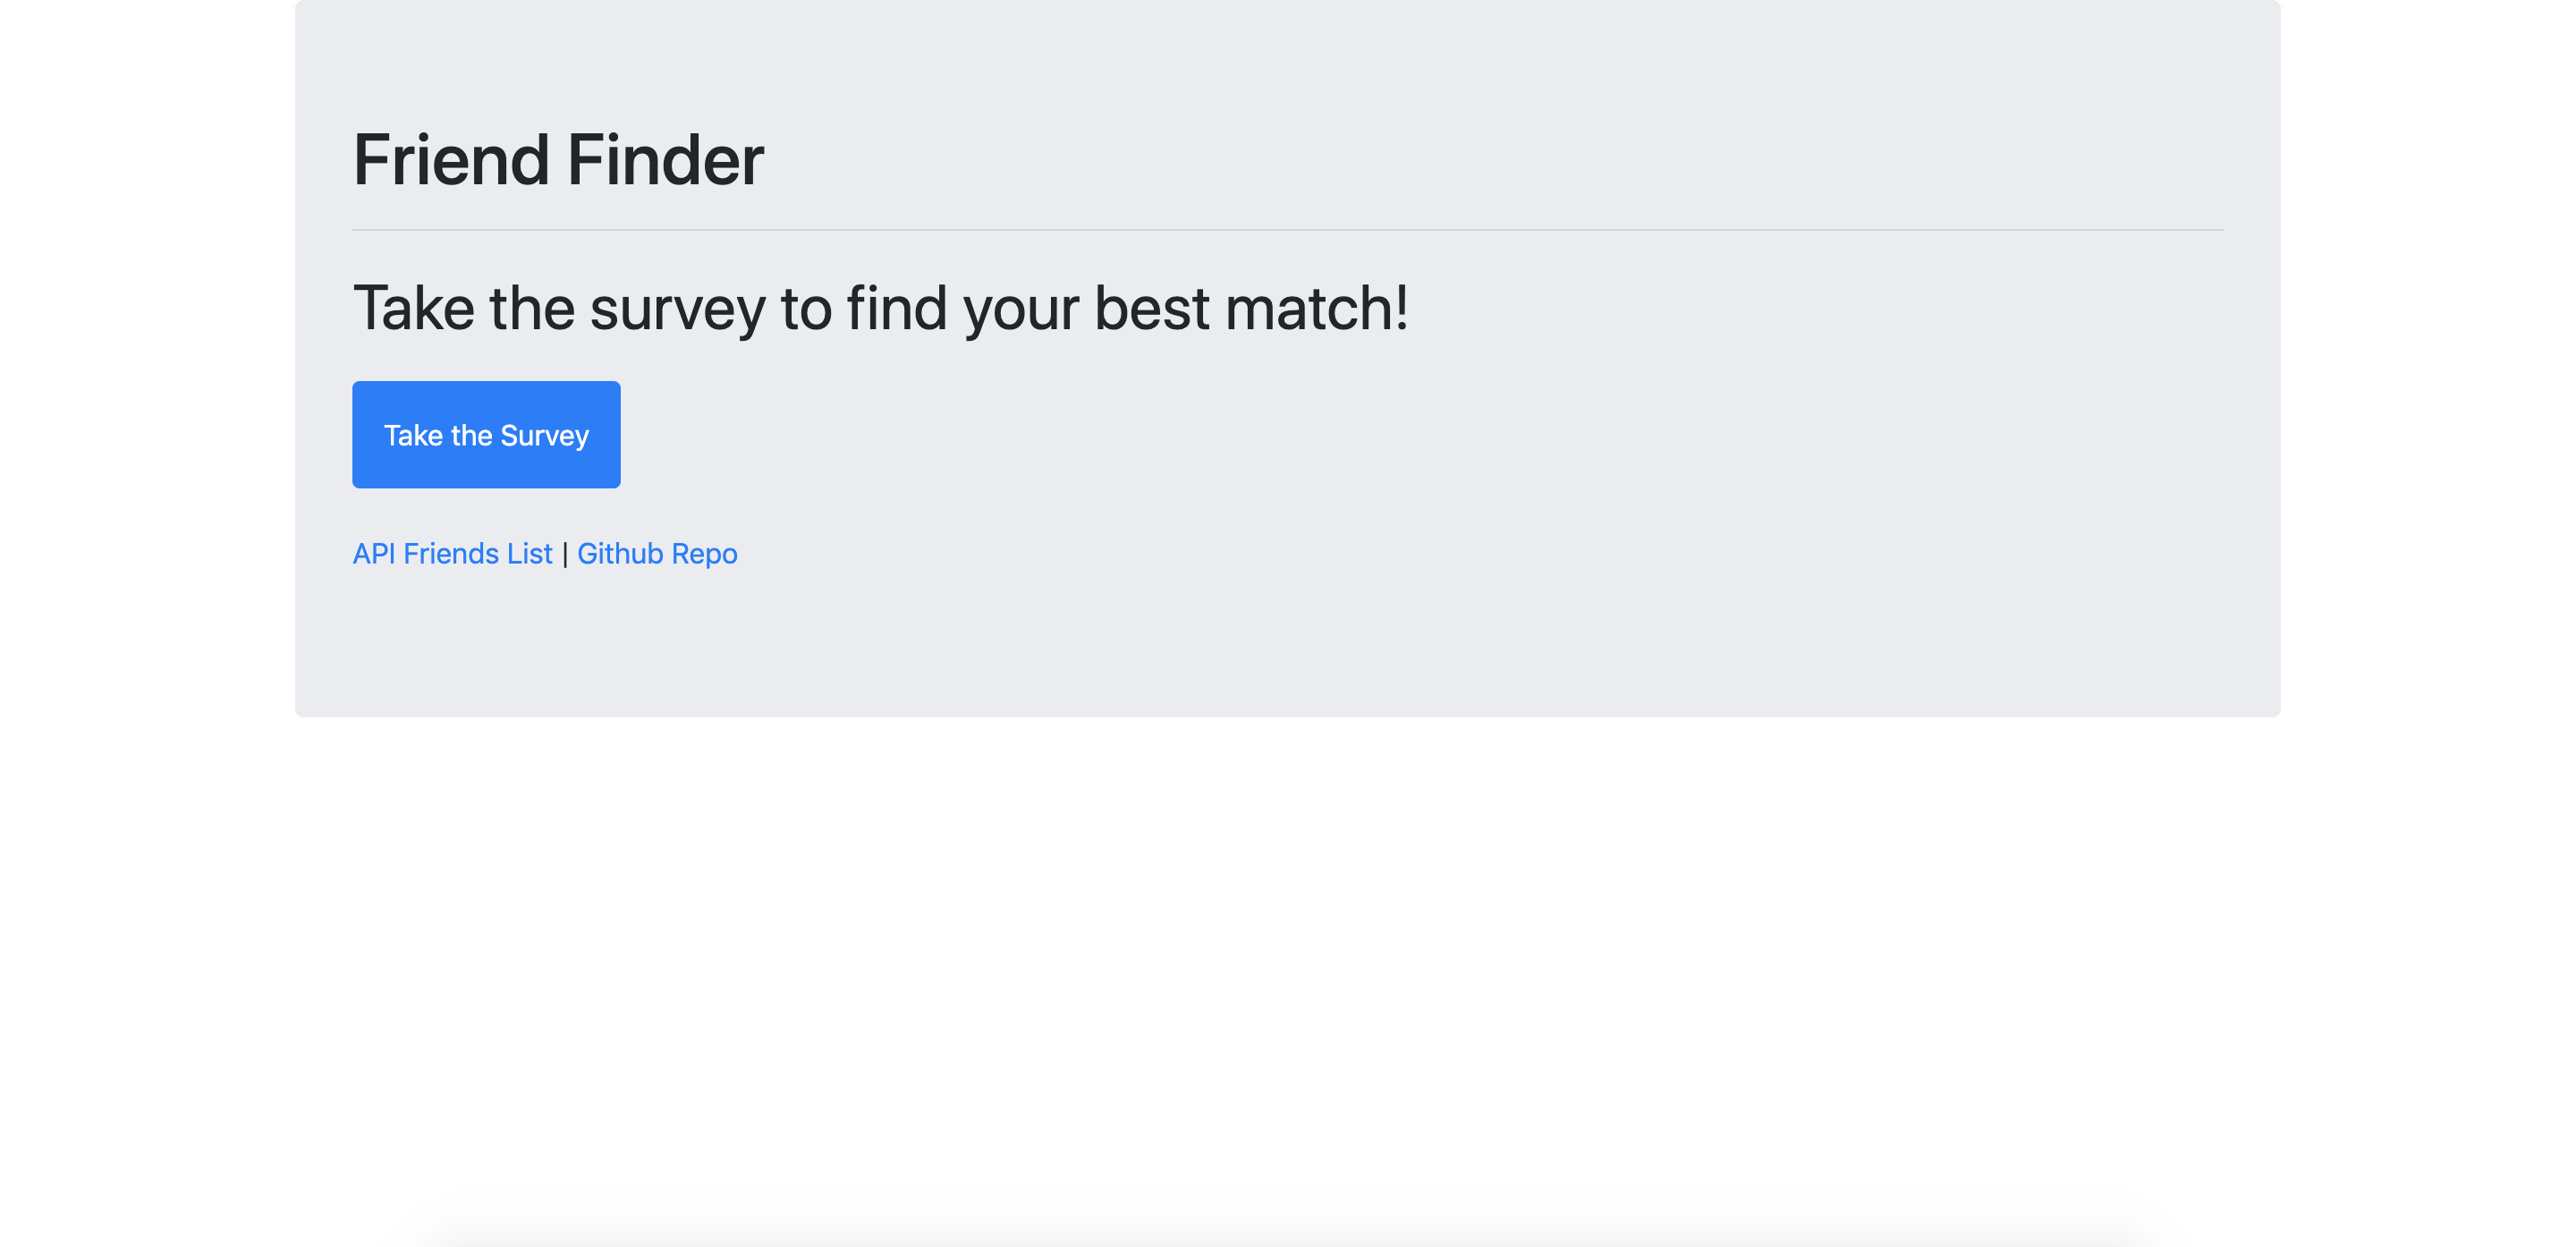 Friend Finder
Take the survey to find your best match!
Take the Survey
API Friends List | Github Repo